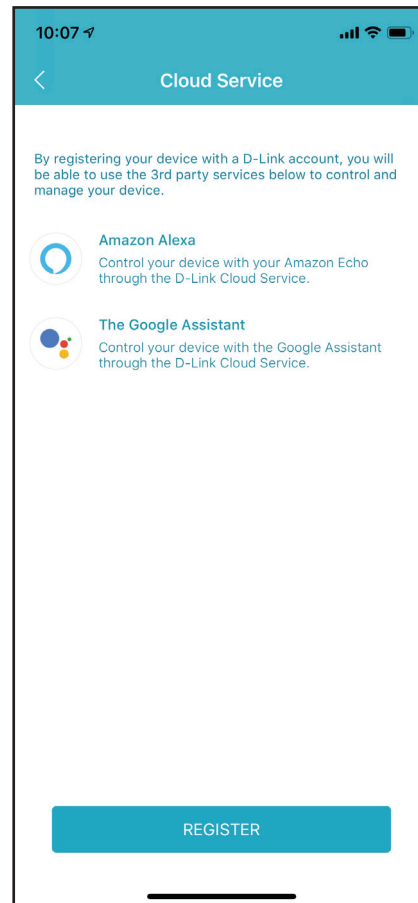 10:07
Cloud Service
By registering your device with a D-Link account, you will
be able to use the 3rd party services below to control and
manage your device.
Amazon Alexa
Control your device with your Amazon Echo
through the D-Link Cloud Service.
The Google Assistant
Control your device with the Google Assistant
through the D-Link Cloud Service.
REGISTER